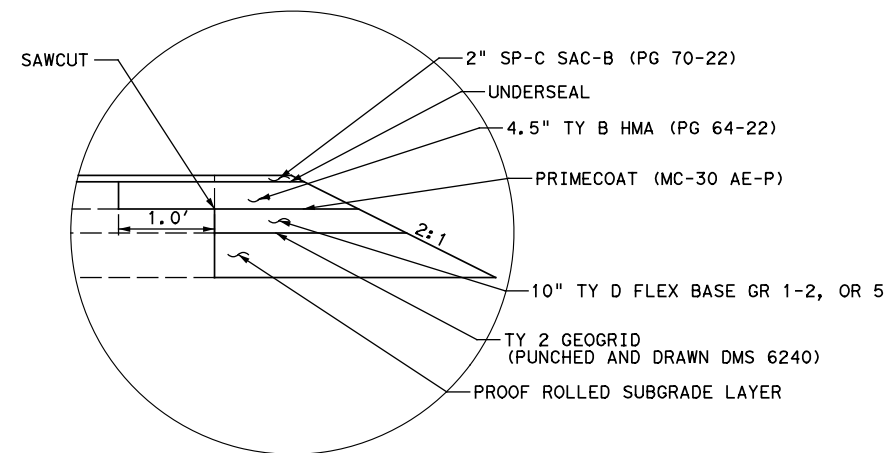 SAWCUT
2" SP-C SAC-B (PG 70-22)
UNDERSEAL
4.5" TY B HMA (PG 64-22)
PRIMECOAT (MC-30 AE-P)
1.0'
2:1
10" TY D FLEX BASE GR 1-2, OR 5
TY 2 GEOGRID
(PUNCHED AND DRAWN DMS 6240)
PROOF ROLLED SUBGRADE LAYER